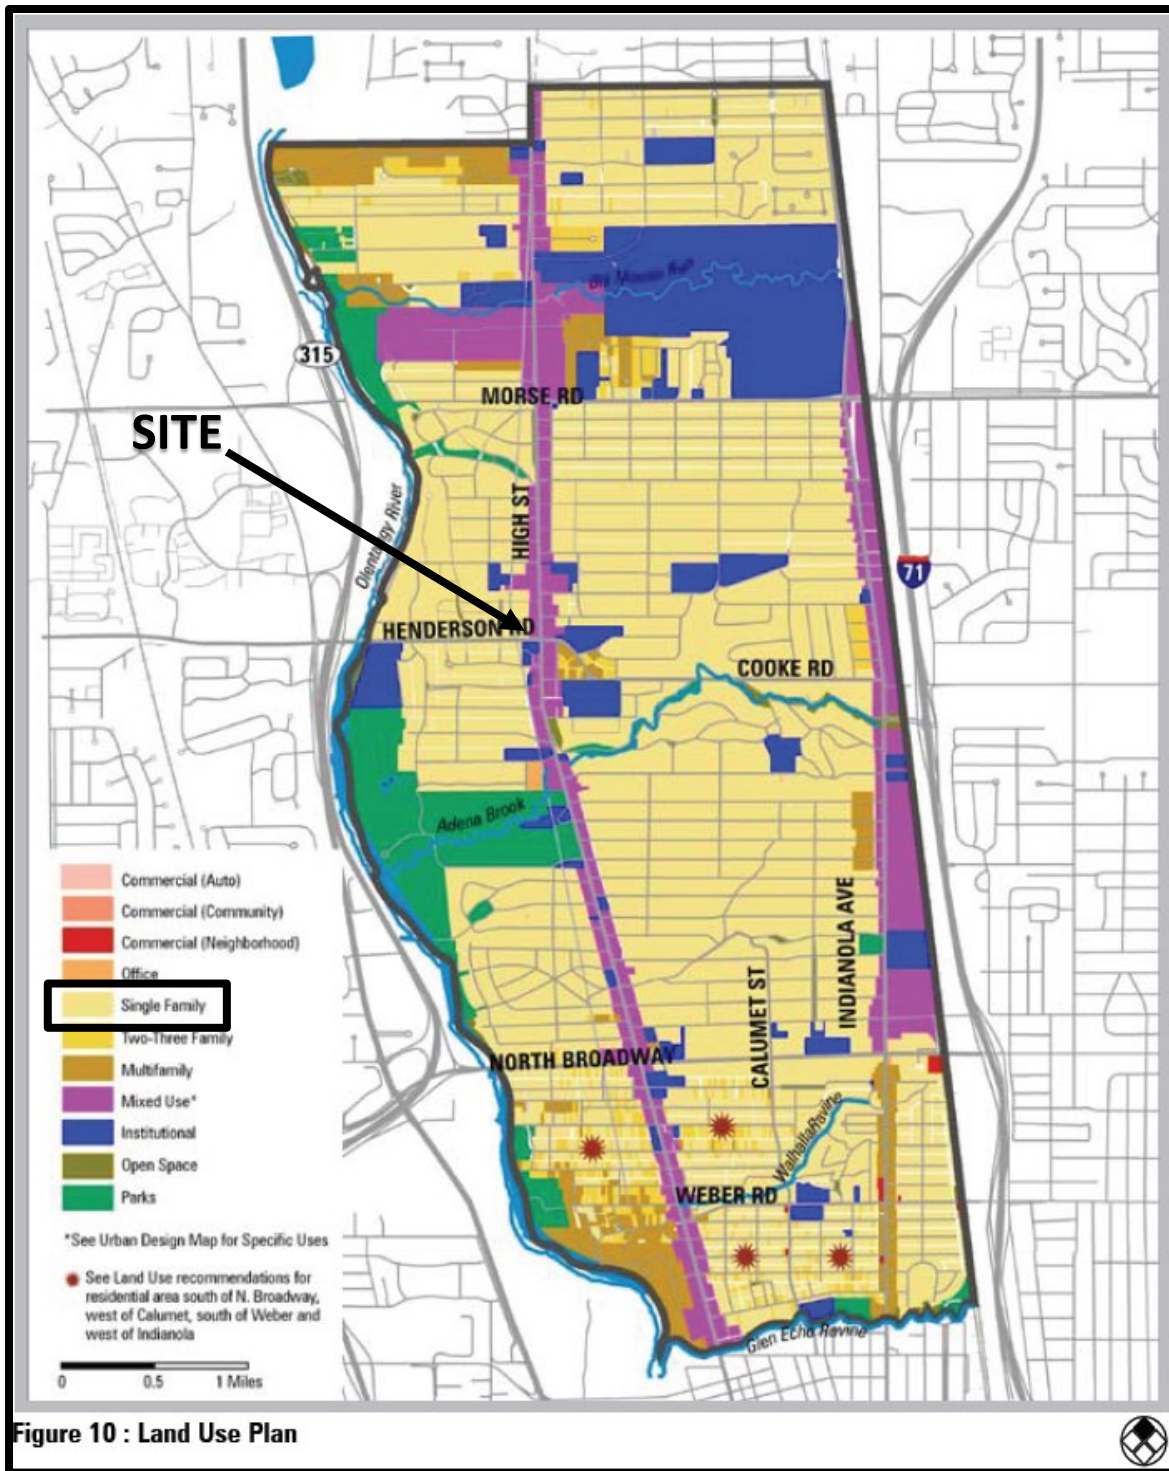 315
MORSE RD
SITE
HIGH ST
Olentangy River
71
HENDERSON RD
COOKE RD
Adena Brook
Commercial (Auto)
Commercial (Community)
Commercial (Neighborhood)
Office
Single Family
Two-Three Family
Multifamily
Mixed Use*
Institutional
Open Space
Parks
INDIANOLA AVE
CALUMET ST
NORTH BROADWAY
Walhalla Ravine
WEBER RD
*See Urban Design Map for Specific Uses
See Land Use recommendations for
residential area south of N. Broadway,
west of Calumet, south of Weber and
west of Indianola
Glen Echo Ravine
0 0.5 1 Miles
Figure 10 : Land Use Plan